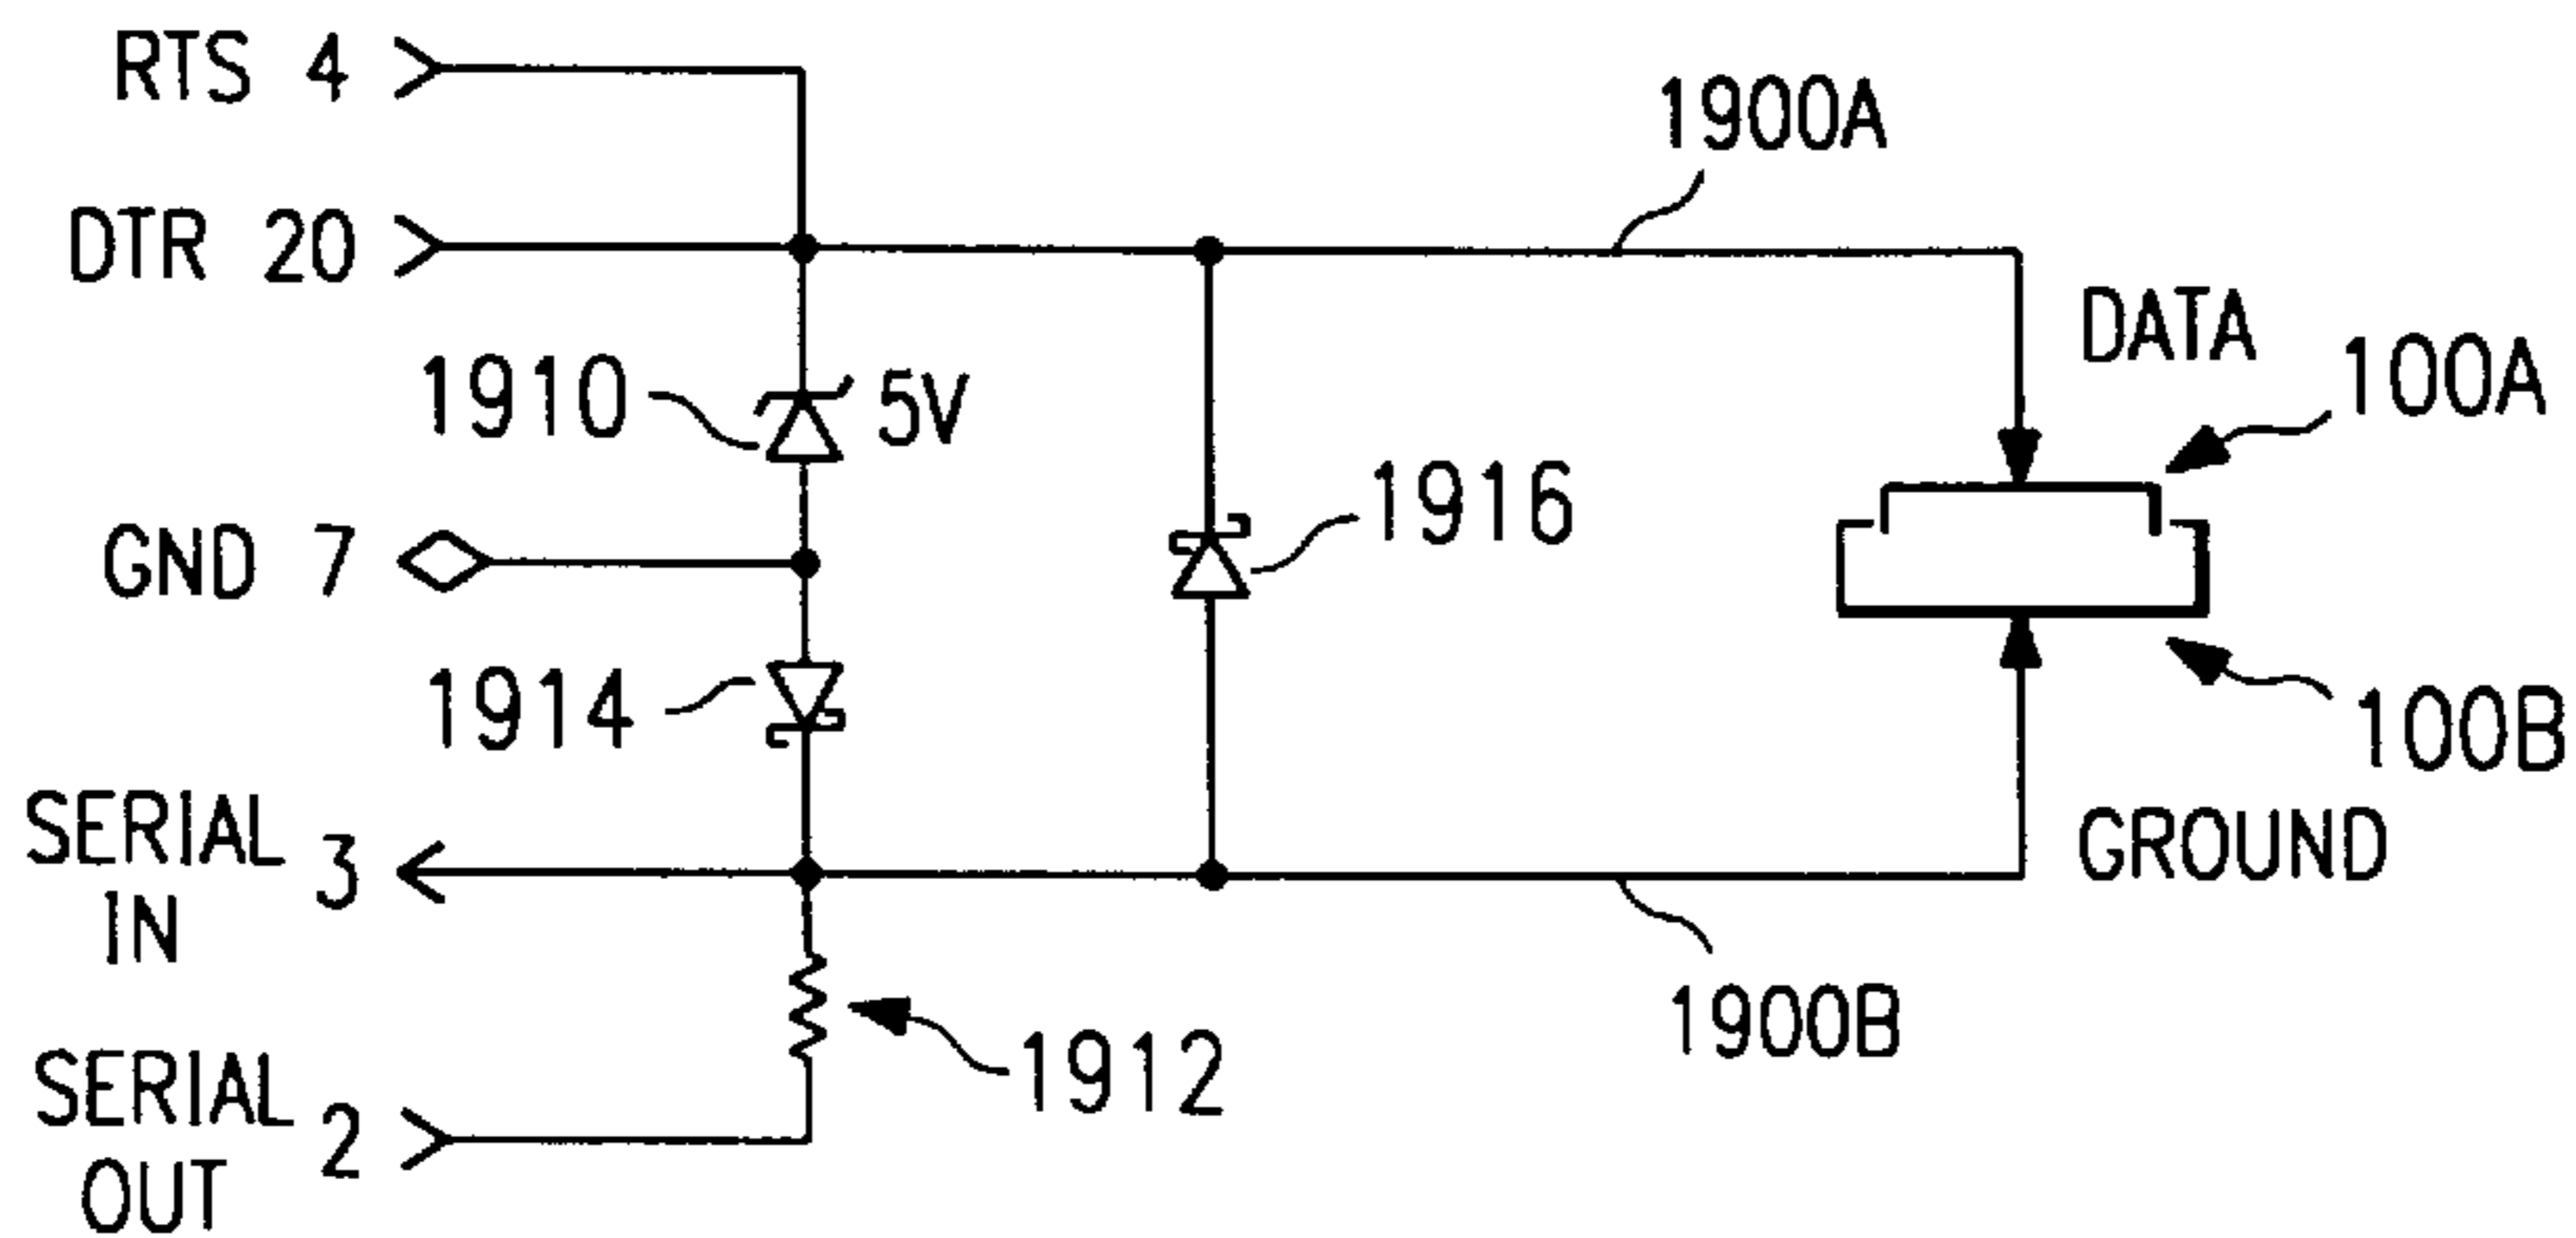 RTS 4
1900A
DTR 20
DATA
100A
1910
5V
1916
GND 7
1914
100B
SERIAL
IN
3
GROUND
1900B
1912
SERIAL
OUT
2